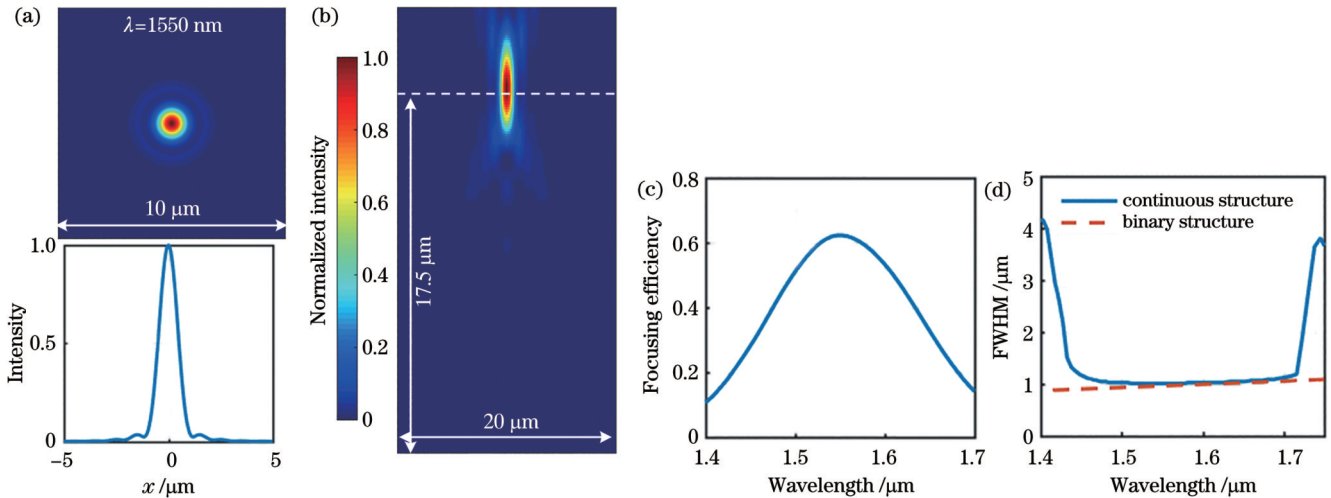 (a)
λ=1550 nm
10 μm
1.0
0.5
0
Intensity
−5
0
5
x /μm
(b)
1.0
0.8
0.6
0.4
0.2
0
Normalized intensity
17.5 μm
20 μm
(c)
0.8
0.6
0.4
0.2
0
Focusing efficiency
1.4
1.5
1.6
1.7
Wavelength /μm
(d)
5
4
3
2
1
0
FWHM /μm
continuous structure
binary structure
1.4
1.5
1.6
1.7
Wavelength /μm